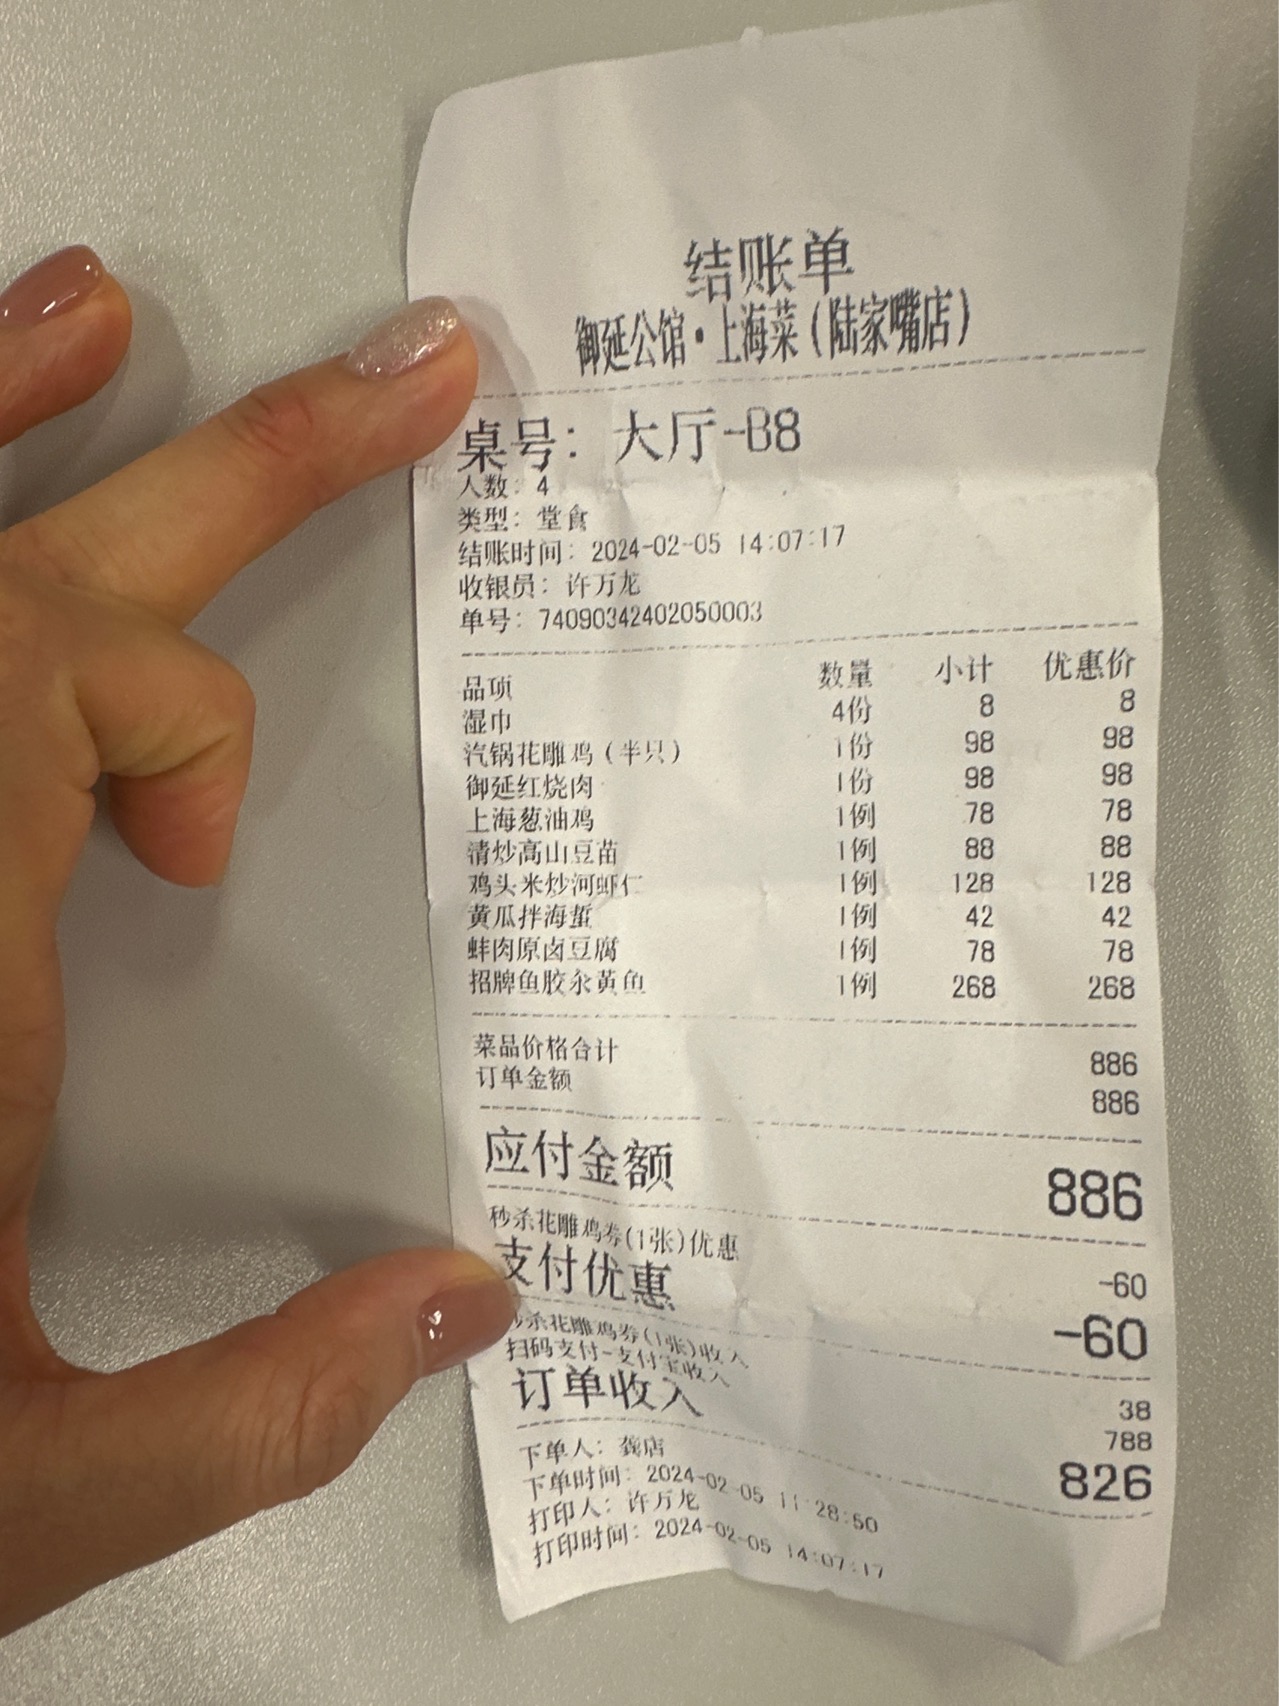 结账单
御延公馆·上海菜(陆家嘴店)
桌号: 大厅-B8
人数: 4
类型: 堂食
结账时间: 2024-02-05 14:07:17
收银员: 许万龙
单号: 74090342402050003
品项 数量 小计 优惠价
湿巾 4份 8 8
汽锅花雕鸡(半只) 1份 98 98
御延红烧肉 1份 98 98
上海葱油鸡 1例 78 78
清炒高山豆苗 1例 88 88
鸡头米炒河虾仁 1例 128 128
黄瓜拌海蜇 1例 42 42
蚌肉原卤豆腐 1例 78 78
招牌鱼胶汆黄鱼 1例 268 268
菜品价格合计 886
订单金额 886
应付金额 886
秒杀花雕鸡券(1张)优惠 -60
支付优惠 -60
秒杀花雕鸡券(1张)收入 38
扫码支付-支付宝收入 788
订单收入 826
下单人: 龚店
下单时间: 2024-02-05 11:28:50
打印人: 许万龙
打印时间: 2024-02-05 14:07:17